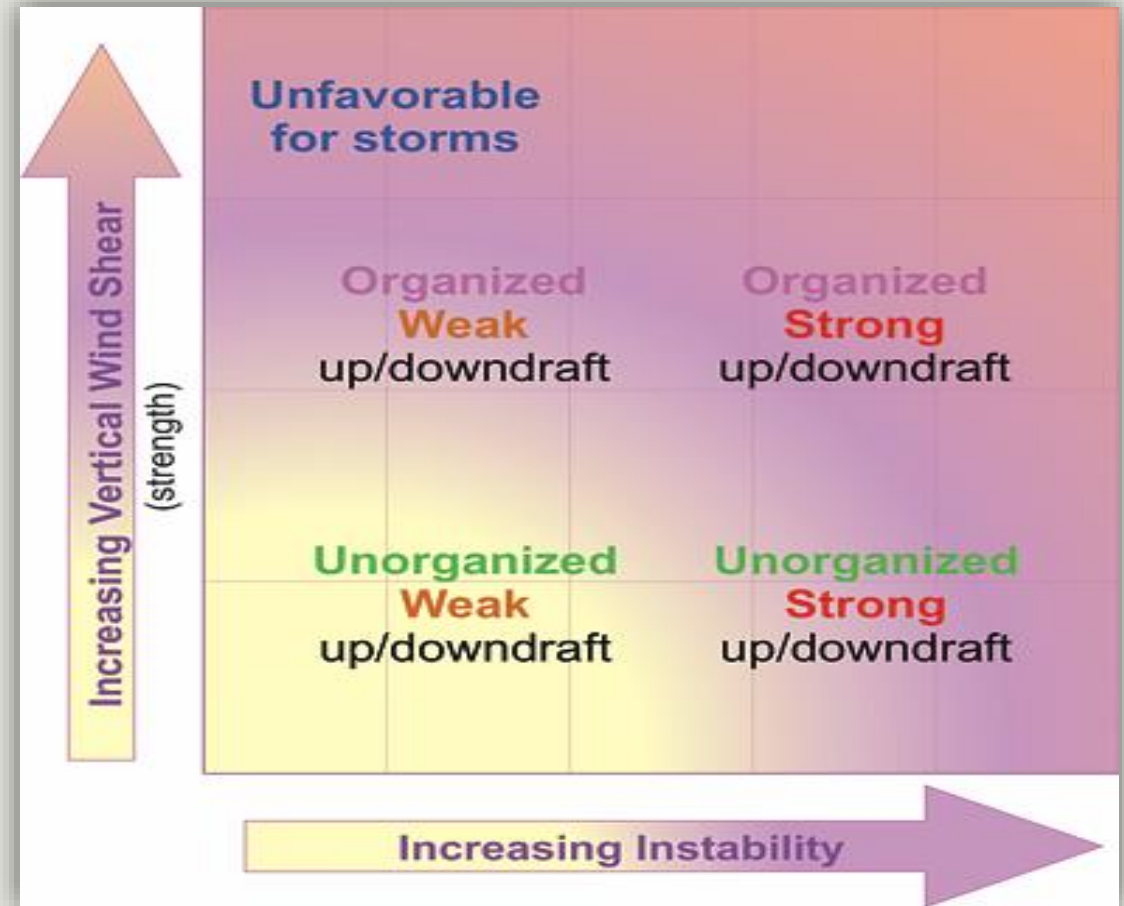 Increasing Vertical Wind Shear
(strength)
Unfavorable
for storms
Organized
Weak
up/downdraft
Organized
Strong
up/downdraft
Unorganized
Weak
up/downdraft
Unorganized
Strong
up/downdraft
Increasing Instability